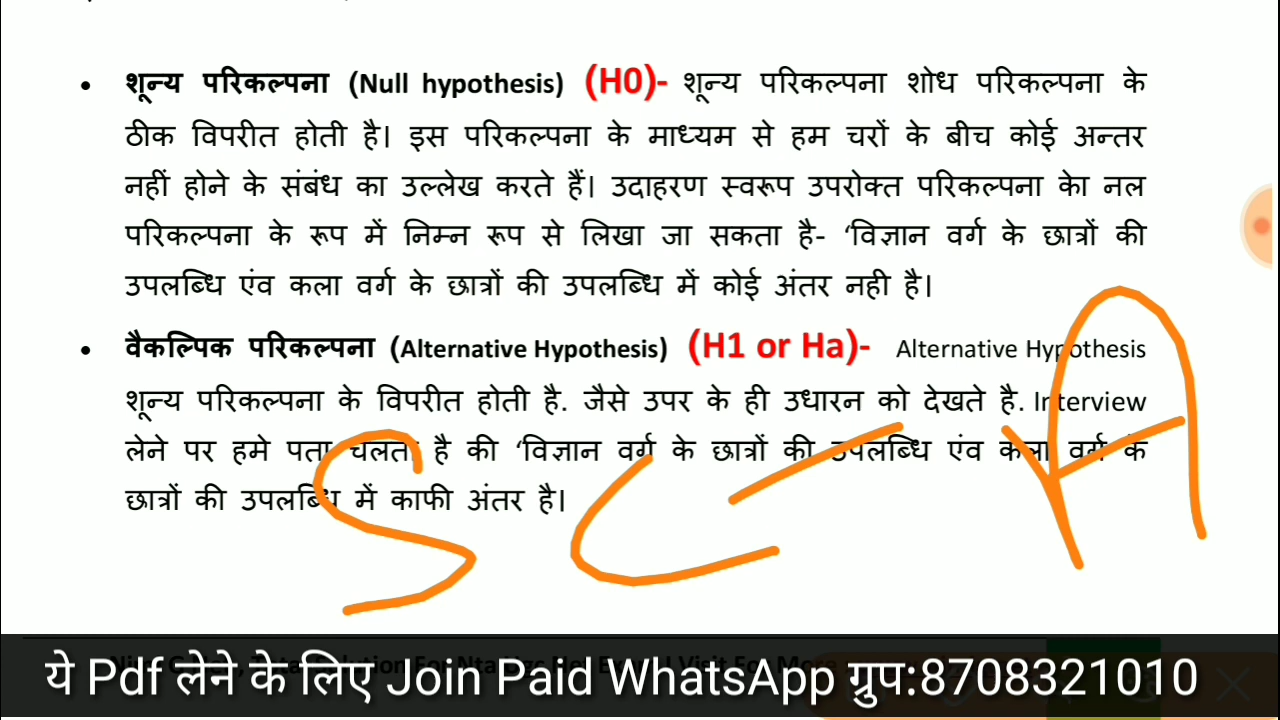 शून्य परिकल्पना (Null hypothesis) (H0)- शून्य परिकल्पना शोध परिकल्पना के
ठीक विपरीत होती है। इस परिकल्पना के माध्यम से हम चरों के बीच कोई अन्तर
नहीं होने के संबंध का उल्लेख करते हैं। उदाहरण स्वरूप उपरोक्त परिकल्पना केा नल
परिकल्पना के रूप में निम्न रूप से लिखा जा सकता है- ‘विज्ञान वर्ग के छात्रों की
उपलब्धि एंव कला वर्ग के छात्रों की उपलब्धि में कोई अंतर नही है।
वैकल्पिक परिकल्पना (Alternative Hypothesis) (H1 or Ha)- Alternative Hypothesis
शून्य परिकल्पना के विपरीत होती है. जैसे उपर के ही उधारन को देखते है. Interview
लेने पर हमे पता चलता है की ‘विज्ञान वर्ग के छात्रों की उपलब्धि एंव कला वर्ग के
छात्रों की उपलब्धि में काफी अंतर है।
S C - A
ये Pdf लेने के लिए Join Paid WhatsApp ग्रुप:8708321010